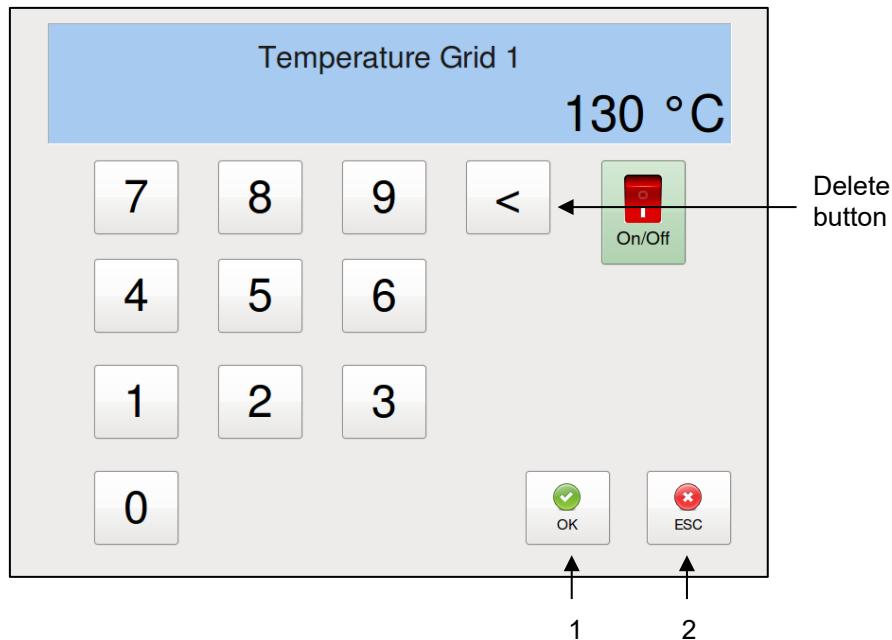 Temperature Grid 1
130 °C
7 8 9 <
On/Off
Delete
button
4 5 6
1 2 3
0
OK
ESC
1 2